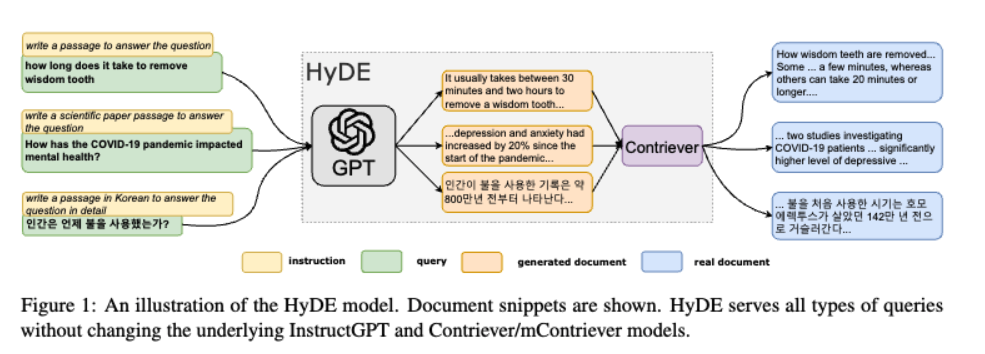 write a passage to answer the question
how long does it take to remove
wisdom tooth
write a scientific paper passage to answer
the question
How has the COVID-19 pandemic impacted
mental health?
write a passage in Korean to answer the
question in detail
인간은 언제 불을 사용했는가?
HyDE
GPT
It usually takes between 30
minutes and two hours to
remove a wisdom tooth...
...depression and anxiety had
increased by 20% since the
start of the pandemic...
인간이 불을 사용한 기록은 약
800만년 전부터 나타난다...
Contriever
How wisdom teeth are removed...
Some ... a few minutes, whereas
others can take 20 minutes or
longer....
... two studies investigating
COVID-19 patients ... significantly
higher level of depressive ...
... 불을 처음 사용한 시기는 호모
에렉투스가 살았던 142만 년 전으
로 거슬러간다...
instruction
query
generated document
real document
Figure 1: An illustration of the HyDE model. Document snippets are shown. HyDE serves all types of queries
without changing the underlying InstructGPT and Contriever/mContriever models.